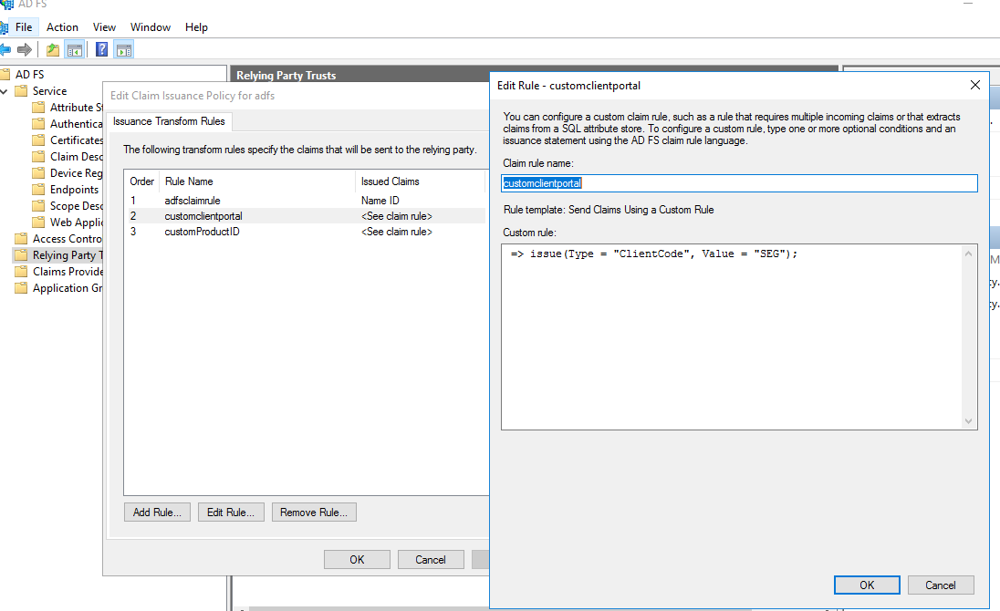 AD FS
File Action View Window Help
AD FS
Service
Attribute St
Authentica
Certificates
Claim Desc
Device Reg
Endpoints
Scope Desc
Web Applic
Access Contro
Relying Party T
Claims Provide
Application Gr
Relying Party Trusts
Edit Claim Issuance Policy for adfs
Issuance Transform Rules
The following transform rules specify the claims that will be sent to the relying party.
Order Rule Name Issued Claims
1 adfsclaimrule Name ID
2 customclientportal <See claim rule>
3 customProductID <See claim rule>
Add Rule... Edit Rule... Remove Rule...
OK Cancel
Edit Rule - customclientportal
You can configure a custom claim rule, such as a rule that requires multiple incoming claims or that extracts
claims from a SQL attribute store. To configure a custom rule, type one or more optional conditions and an
issuance statement using the AD FS claim rule language.
Claim rule name:
customclientportal
Rule template: Send Claims Using a Custom Rule
Custom rule:
=> issue(Type = "ClientCode", Value = "SEG");
OK Cancel
M
ty.
ty.